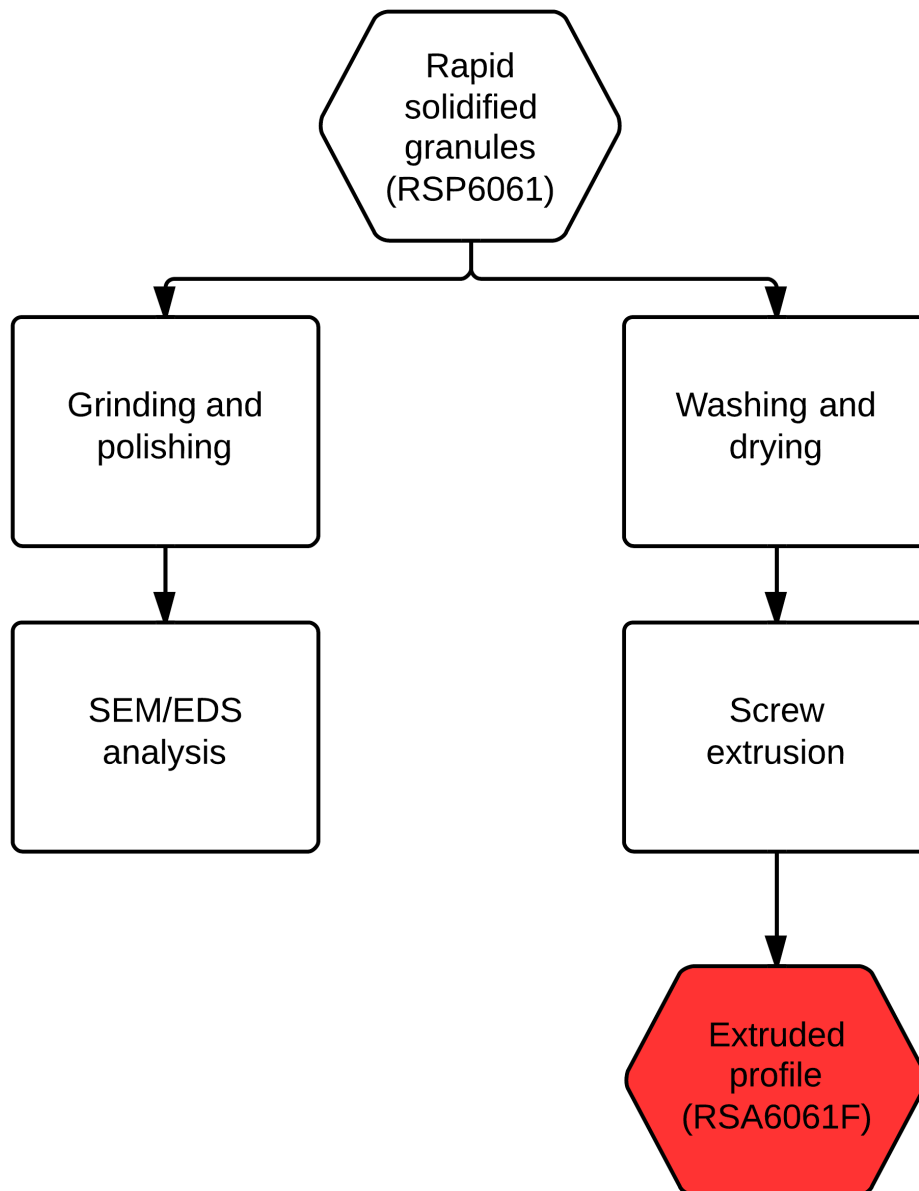 Rapid
solidified
granules
(RSP6061)
Grinding and
polishing
Washing and
drying
SEM/EDS
analysis
Screw
extrusion
Extruded
profile
(RSA6061F)